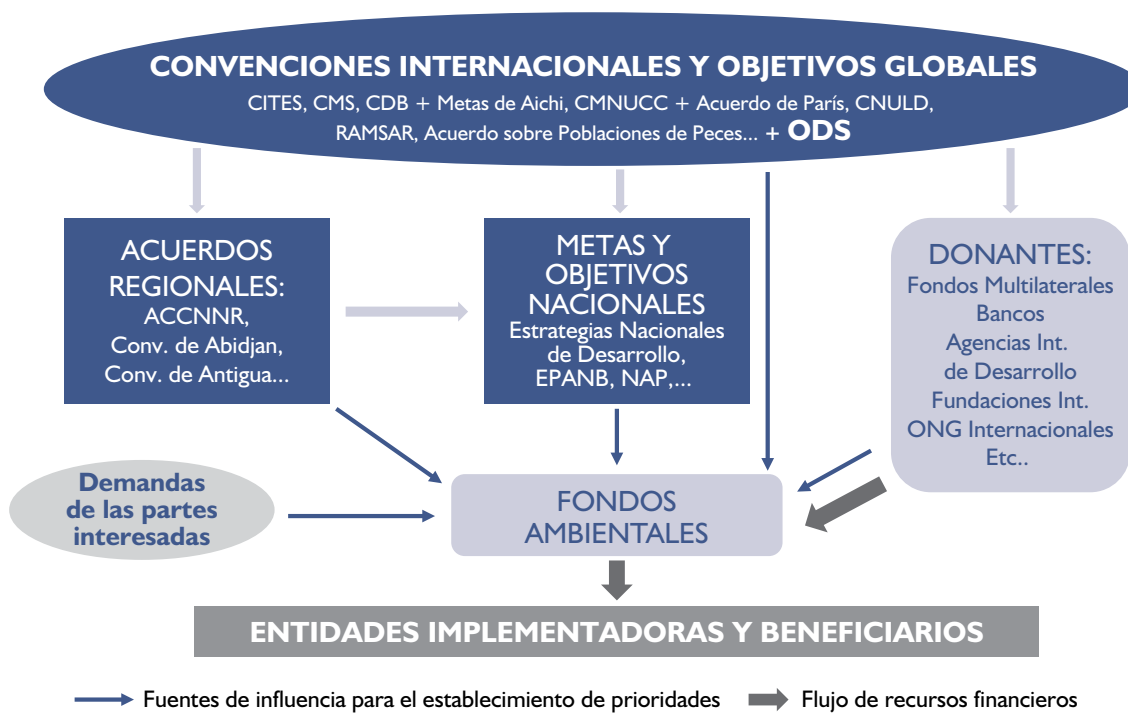 CONVENCIONES INTERNACIONALES Y OBJETIVOS GLOBALES
CITES, CMS, CDB + Metas de Aichi, CMNUCC + Acuerdo de París, CNULD,
RAMSAR, Acuerdo sobre Poblaciones de Peces... + ODS
ACUERDOS
REGIONALES:
ACCNNR,
Conv. de Abidjan,
Conv. de Antigua...
METAS Y
OBJETIVOS
NACIONALES
Estrategias Nacionales
de Desarrollo,
EPANB, NAP,...
DONANTES:
Fondos Multilaterales
Bancos
Agencias Int.
de Desarrollo
Fundaciones Int.
ONG Internacionales
Etc..
Demandas
de las partes
interesadas
FONDOS
AMBIENTALES
ENTIDADES IMPLEMENTADORAS Y BENEFICIARIOS
Fuentes de influencia para el establecimiento de prioridades
Flujo de recursos financieros